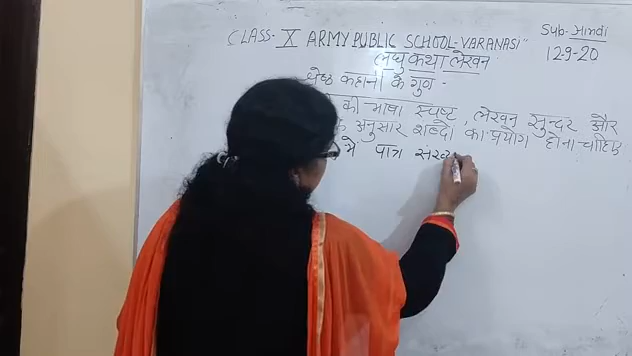 Sub- Hindi
CLASS- X ARMY PUBLIC SCHOOL-VARANASI"
129-20
लघु कथा लेखन
श्रेष्ठ कहानी के गुण -
की भाषा स्पष्ट, लेखन सुन्दर और
के अनुसार शब्दों का प्रयोग होना चाहिए
मे पात्र